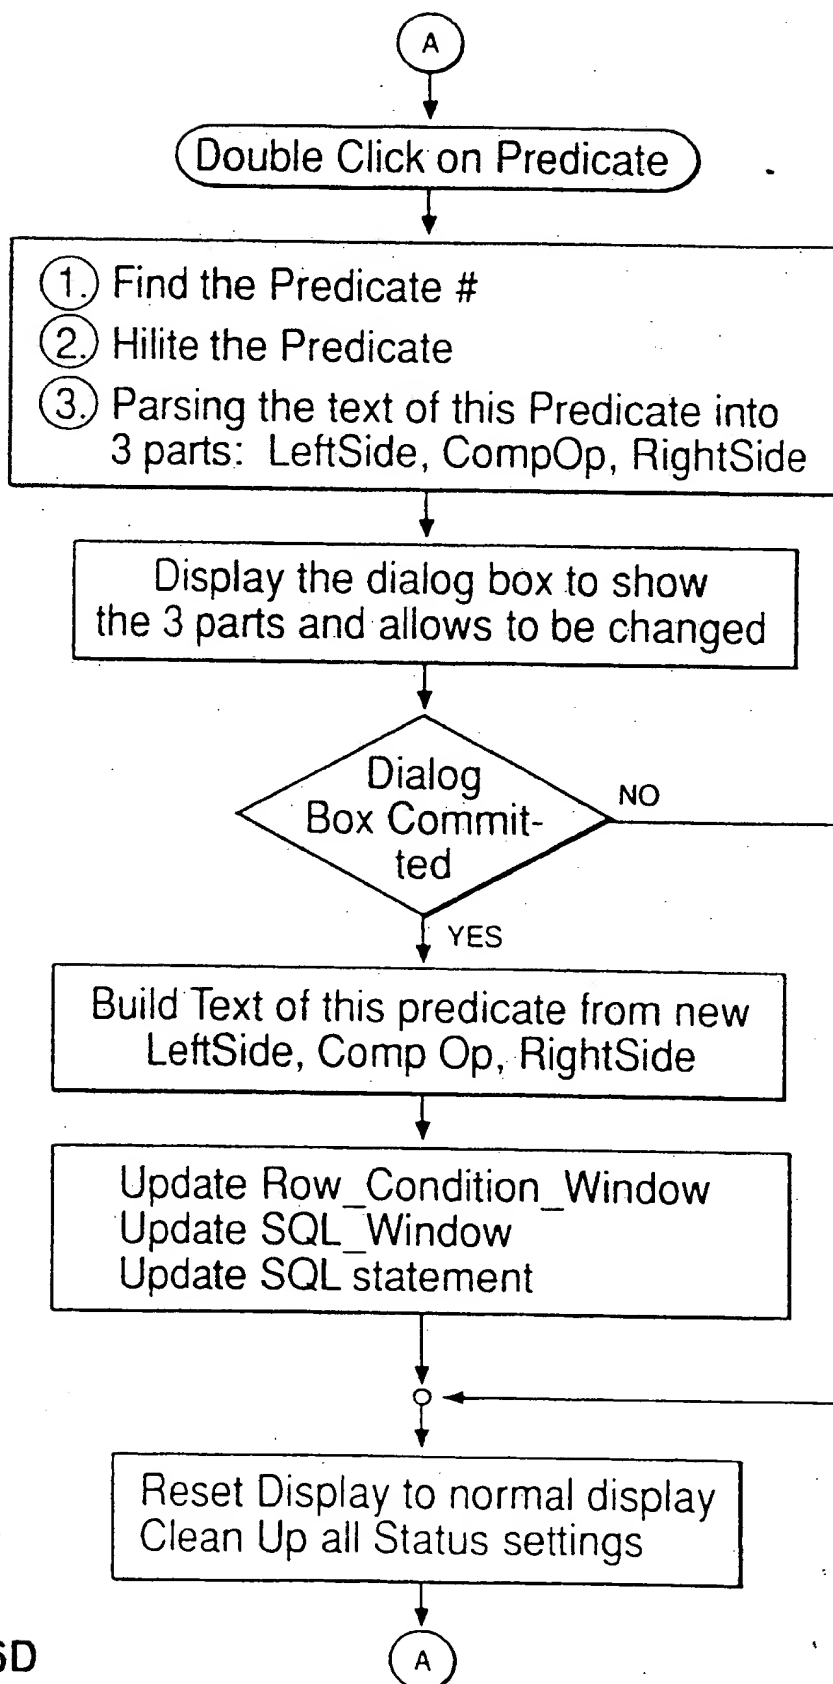 A
Double Click on Predicate
1. Find the Predicate #
2. Hilite the Predicate
3. Parsing the text of this Predicate into
3 parts: LeftSide, CompOp, RightSide
Display the dialog box to show
the 3 parts and allows to be changed
Dialog
Box Commit-
ted
NO
YES
Build Text of this predicate from new
LeftSide, Comp Op, RightSide
Update Row_Condition_Window
Update SQL_Window
Update SQL statement
Reset Display to normal display
Clean Up all Status settings
A
6D